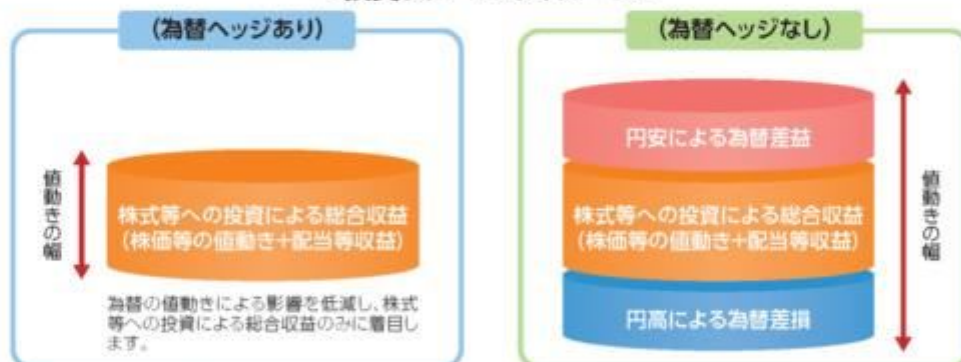 (為替ヘッジあり)
値動きの幅
株式等への投資による総合収益
(株価等の値動き+配当等収益)
為替の値動きによる影響を低減し、株式
等への投資による総合収益のみに着目し
ます。
(為替ヘッジなし)
円安による為替差益
株式等への投資による総合収益
(株価等の値動き+配当等収益)
円高による為替差損
値動きの幅